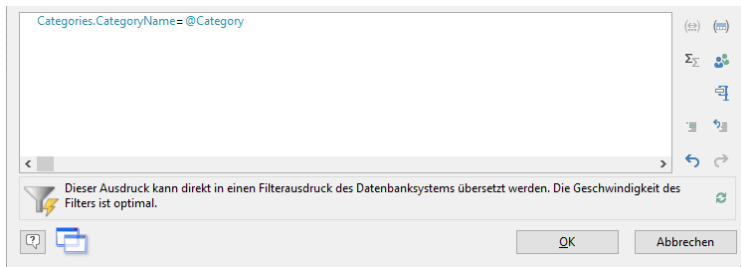 Categories.CategoryName= @Category
Dieser Ausdruck kann direkt in einen Filterausdruck des Datenbanksystems übersetzt werden. Die Geschwindigkeit des
Filters ist optimal.
OK Abbrechen